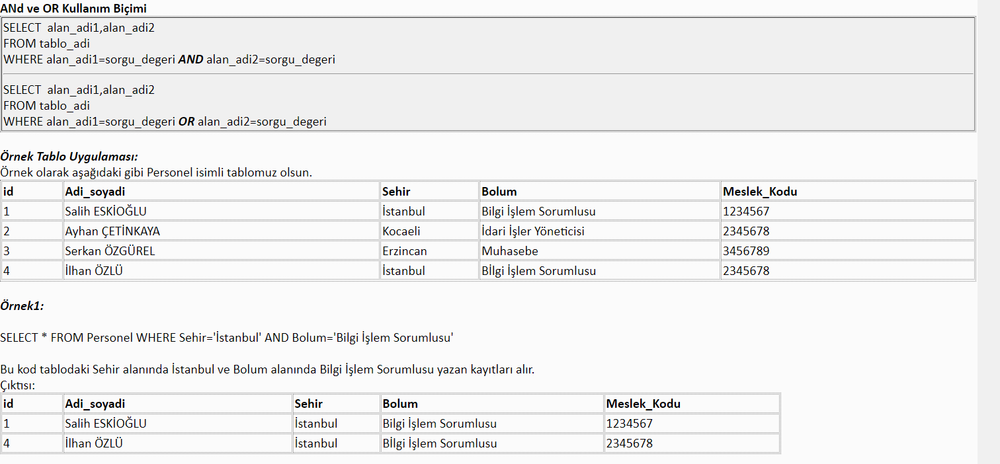 ANd ve OR Kullanım Biçimi
SELECT  alan_adi1,alan_adi2
FROM tablo_adi
WHERE alan_adi1=sorgu_degeri AND alan_adi2=sorgu_degeri
SELECT  alan_adi1,alan_adi2
FROM tablo_adi
WHERE alan_adi1=sorgu_degeri OR alan_adi2=sorgu_degeri
Örnek Tablo Uygulaması:
Örnek olarak aşağıdaki gibi Personel isimli tablomuz olsun.
id Adi_soyadi Sehir Bolum Meslek_Kodu
1 Salih ESKİOĞLU İstanbul Bilgi İşlem Sorumlusu 1234567
2 Ayhan ÇETİNKAYA Kocaeli İdari İşler Yöneticisi 2345678
3 Serkan ÖZGÜREL Erzincan Muhasebe 3456789
4 İlhan ÖZLÜ İstanbul Bİlgi İşlem Sorumlusu 2345678
Örnek1:
SELECT * FROM Personel WHERE Sehir='İstanbul' AND Bolum='Bilgi İşlem Sorumlusu'
Bu kod tablodaki Sehir alanında İstanbul ve Bolum alanında Bilgi İşlem Sorumlusu yazan kayıtları alır.
Çıktısı:
id Adi_soyadi Sehir Bolum Meslek_Kodu
1 Salih ESKİOĞLU İstanbul Bilgi İşlem Sorumlusu 1234567
4 İlhan ÖZLÜ İstanbul Bİlgi İşlem Sorumlusu 2345678